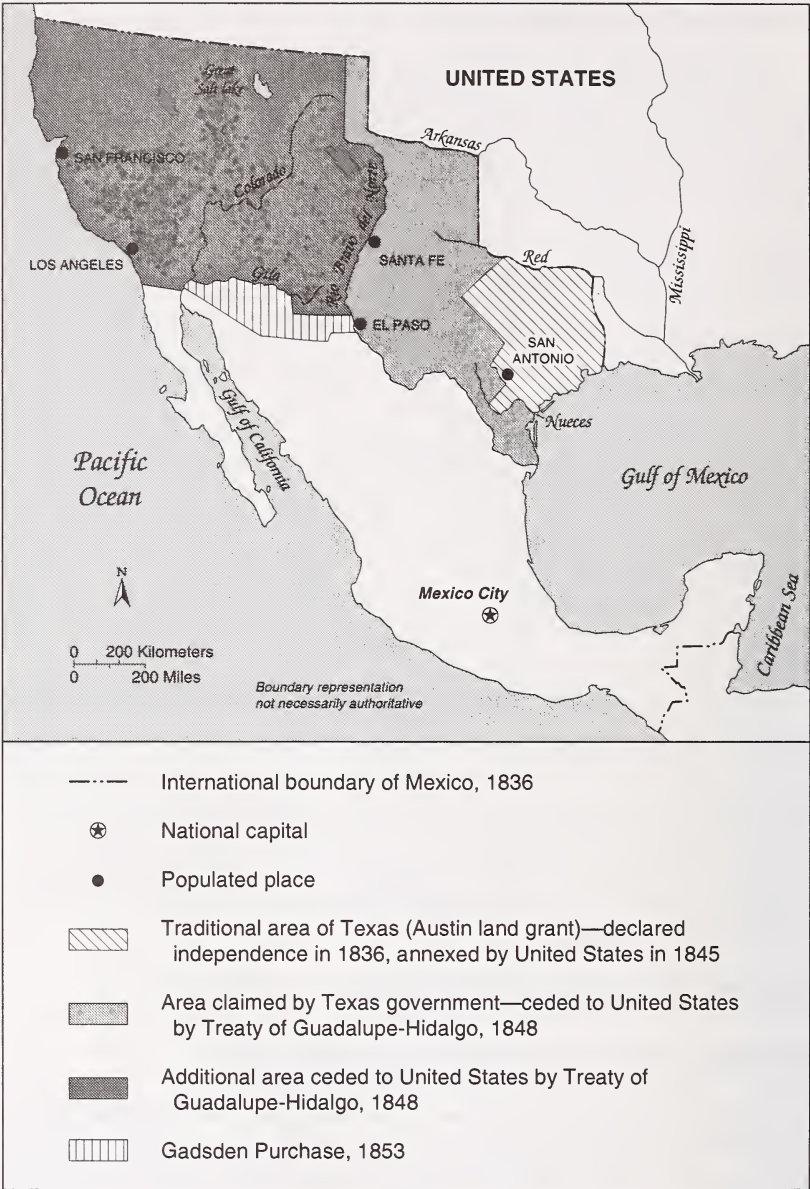 UNITED STATES
Great
Salt lake
Arkansas
SAN FRANCISCO
Colorado
Rio Bravo del Norte
Mississippi
LOS ANGELES
SANTA FE
Red
Gila
EL PASO
SAN
ANTONIO
Nueces
Gulf of California
Pacific
Ocean
Gulf of Mexico
N
Mexico City
Caribbean Sea
0 200 Kilometers
0 200 Miles
Boundary representation
not necessarily authoritative
International boundary of Mexico, 1836
National capital
Populated place
Traditional area of Texas (Austin land grant)—declared
independence in 1836, annexed by United States in 1845
Area claimed by Texas government—ceded to United States
by Treaty of Guadalupe-Hidalgo, 1848
Additional area ceded to United States by Treaty of
Guadalupe-Hidalgo, 1848
Gadsden Purchase, 1853